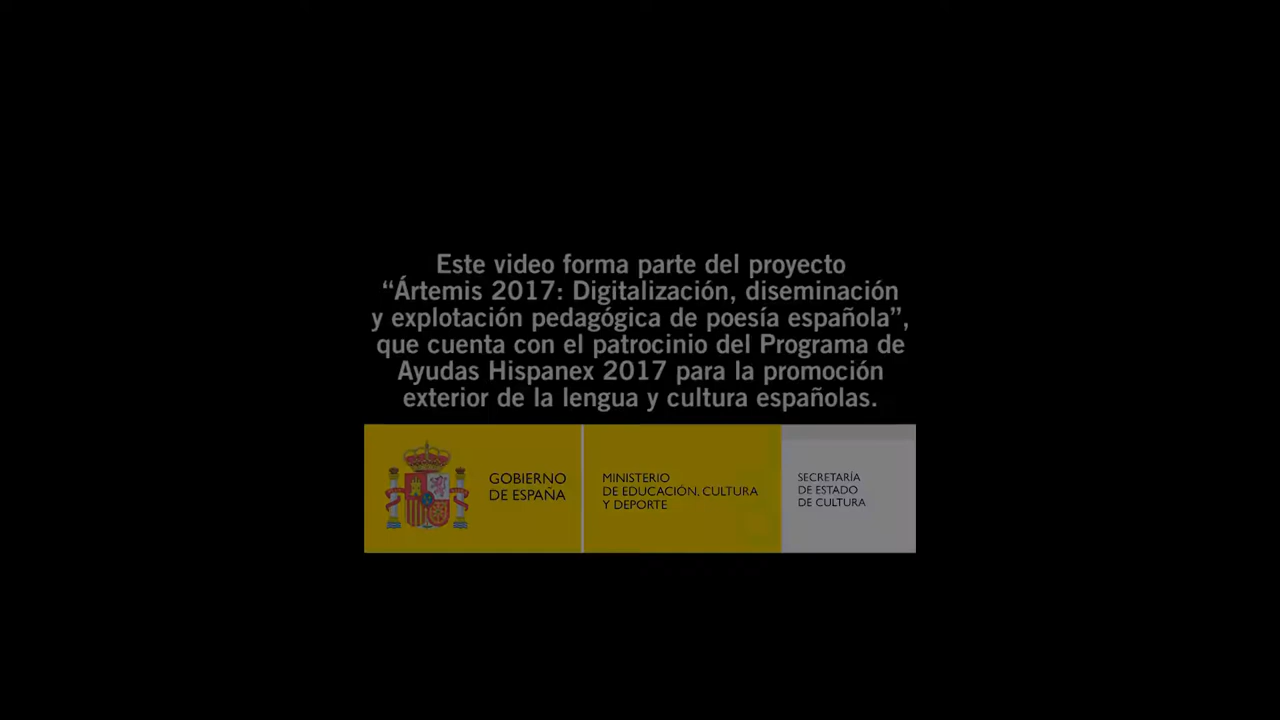 Este video forma parte del proyecto
“Ártemis 2017: Digitalización, diseminación
y explotación pedagógica de poesía española”,
que cuenta con el patrocinio del Programa de
Ayudas Hispanex 2017 para la promoción
exterior de la lengua y cultura españolas.
GOBIERNO
DE ESPAÑA
MINISTERIO
DE EDUCACIÓN, CULTURA
Y DEPORTE
SECRETARÍA
DE ESTADO
DE CULTURA